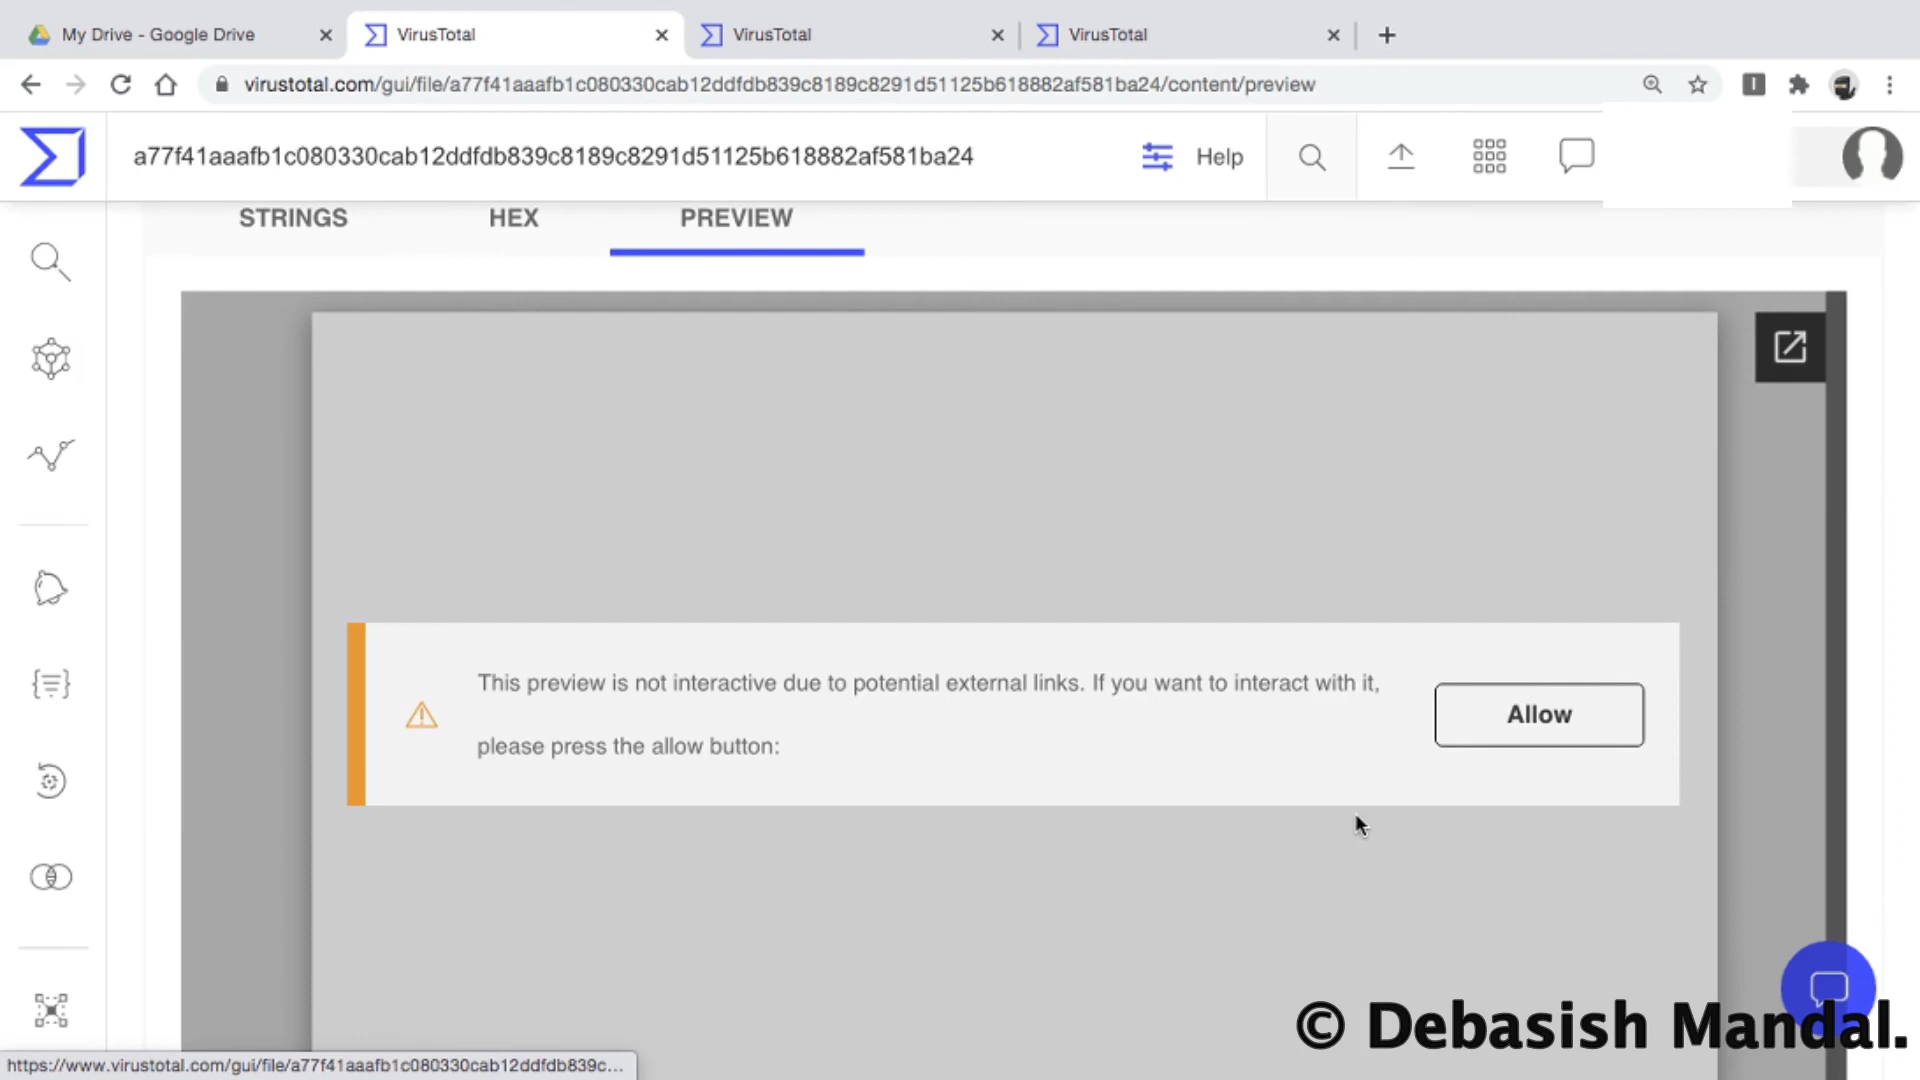 My Drive - Google Drive
VirusTotal
VirusTotal
VirusTotal
virustotal.com/gui/file/a77f41aaafb1c080330cab12ddfdb839c8189c8291d51125b618882af581ba24/content/preview
a77f41aaafb1c080330cab12ddfdb839c8189c8291d51125b618882af581ba24
Help
STRINGS
HEX
PREVIEW
This preview is not interactive due to potential external links. If you want to interact with it,
please press the allow button:
Allow
© Debasish Mandal.
https://www.virustotal.com/gui/file/a77f41aaafb1c080330cab12ddfdb839c...